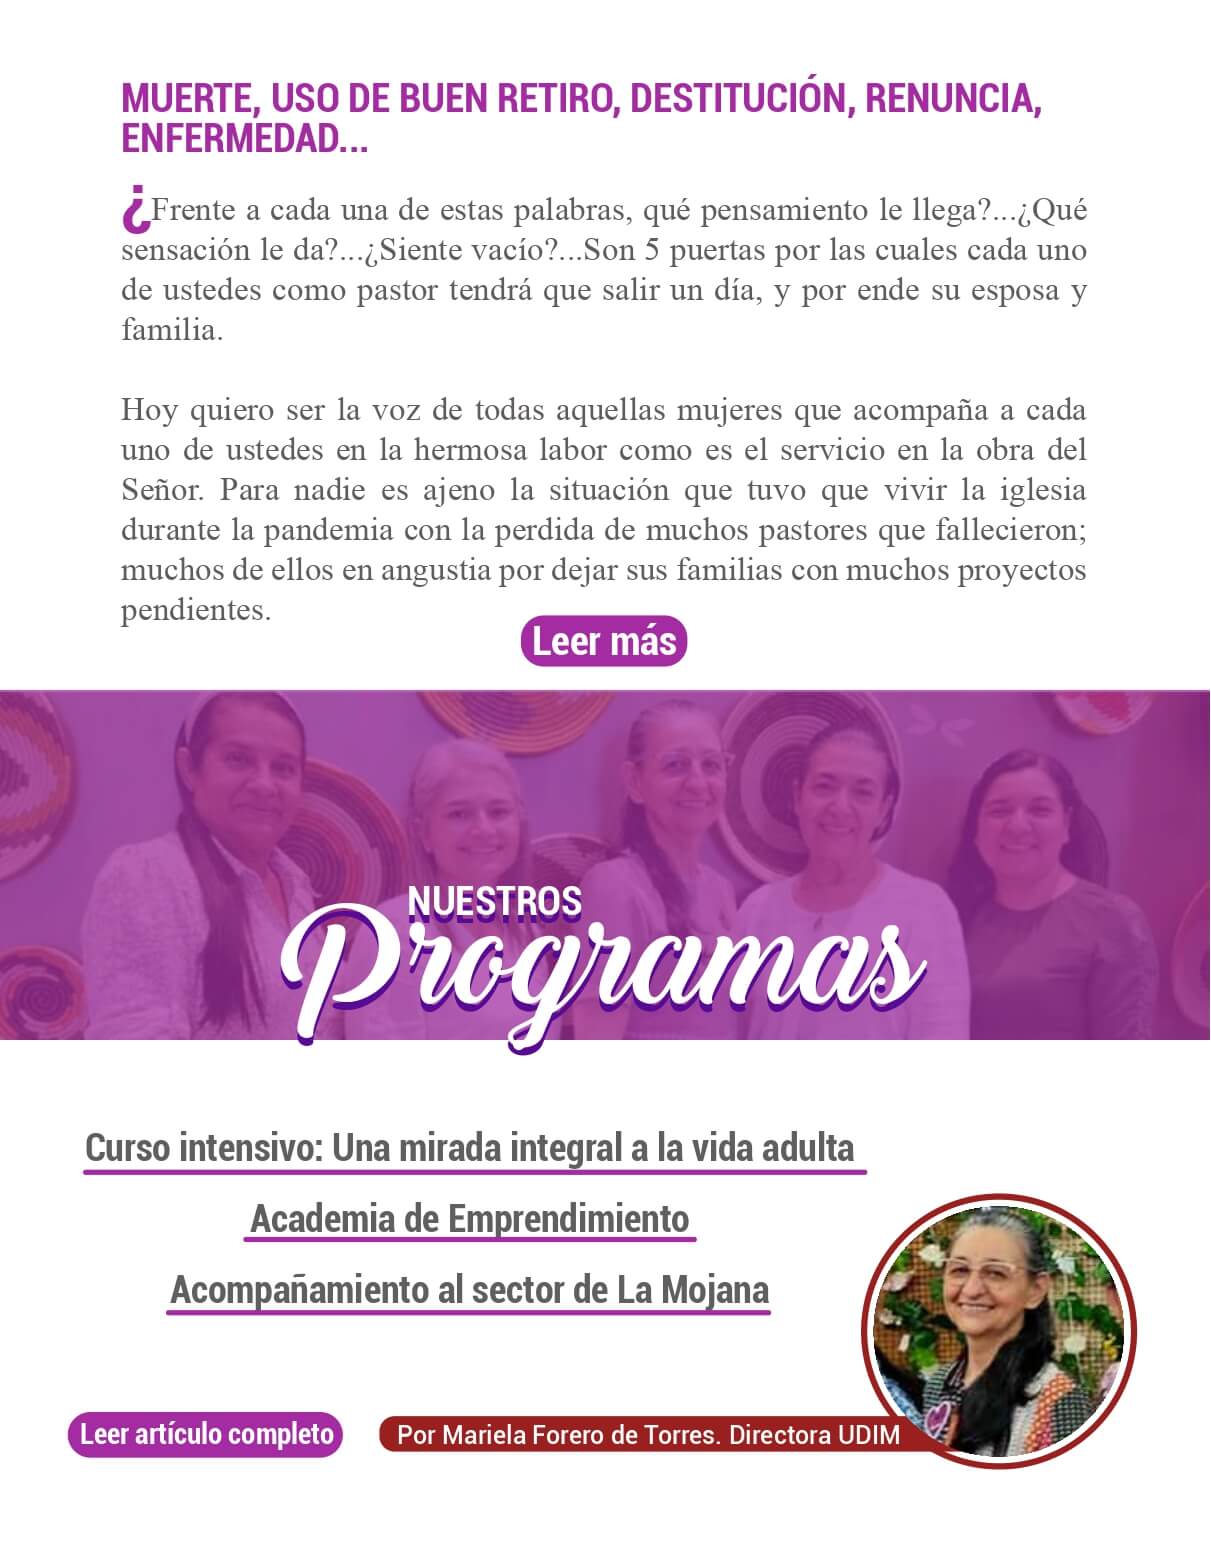 MUERTE, USO DE BUEN RETIRO, DESTITUCIÓN, RENUNCIA,
ENFERMEDAD...
¿Frente a cada una de estas palabras, qué pensamiento le llega?...¿Qué
sensación le da?...¿Siente vacío?...Son 5 puertas por las cuales cada uno
de ustedes como pastor tendrá que salir un día, y por ende su esposa y
familia.
Hoy quiero ser la voz de todas aquellas mujeres que acompaña a cada
uno de ustedes en la hermosa labor como es el servicio en la obra del
Señor. Para nadie es ajeno la situación que tuvo que vivir la iglesia
durante la pandemia con la perdida de muchos pastores que fallecieron;
muchos de ellos en angustia por dejar sus familias con muchos proyectos
pendientes.
Leer más
NUESTROS
Programas
Curso intensivo: Una mirada integral a la vida adulta
Academia de Emprendimiento
Acompañamiento al sector de La Mojana
Leer artículo completo
Por Mariela Forero de Torres. Directora UDIM